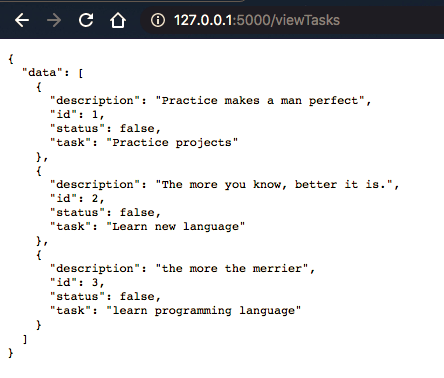 127.0.0.1:5000/viewTasks
{
  "data": [
    {
      "description": "Practice makes a man perfect",
      "id": 1,
      "status": false,
      "task": "Practice projects"
    },
    {
      "description": "The more you know, better it is.",
      "id": 2,
      "status": false,
      "task": "Learn new language"
    },
    {
      "description": "the more the merrier",
      "id": 3,
      "status": false,
      "task": "learn programming language"
    }
  ]
}